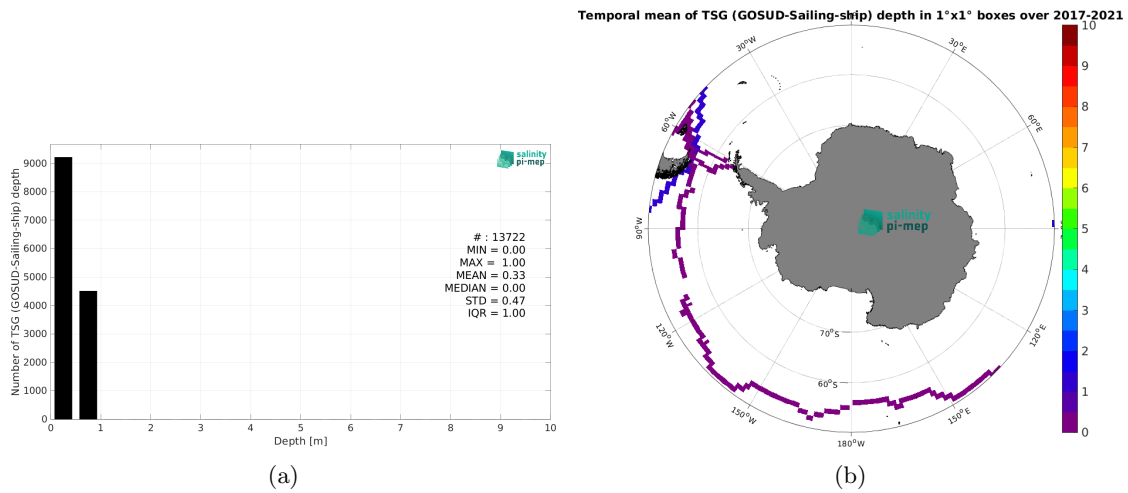 Temporal mean of TSG (GOSUD-Sailing-ship) depth in 1°x1° boxes over 2017-2021
Number of TSG (GOSUD-Sailing-ship) depth
9000
8000
7000
6000
5000
4000
3000
2000
1000
0
salinity
pi-mep
# : 13722
MIN = 0.00
MAX = 1.00
MEAN = 0.33
MEDIAN = 0.00
STD = 0.47
IQR = 1.00
0 1 2 3 4 5 6 7 8 9 10
Depth [m]
(a)
30°W
30°E
60°W
60°E
90°W
salinity
pi-mep
120°W
120°E
70°S
60°S
150°W
150°E
180°W
10
9
8
7
6
5
4
3
2
1
0
(b)